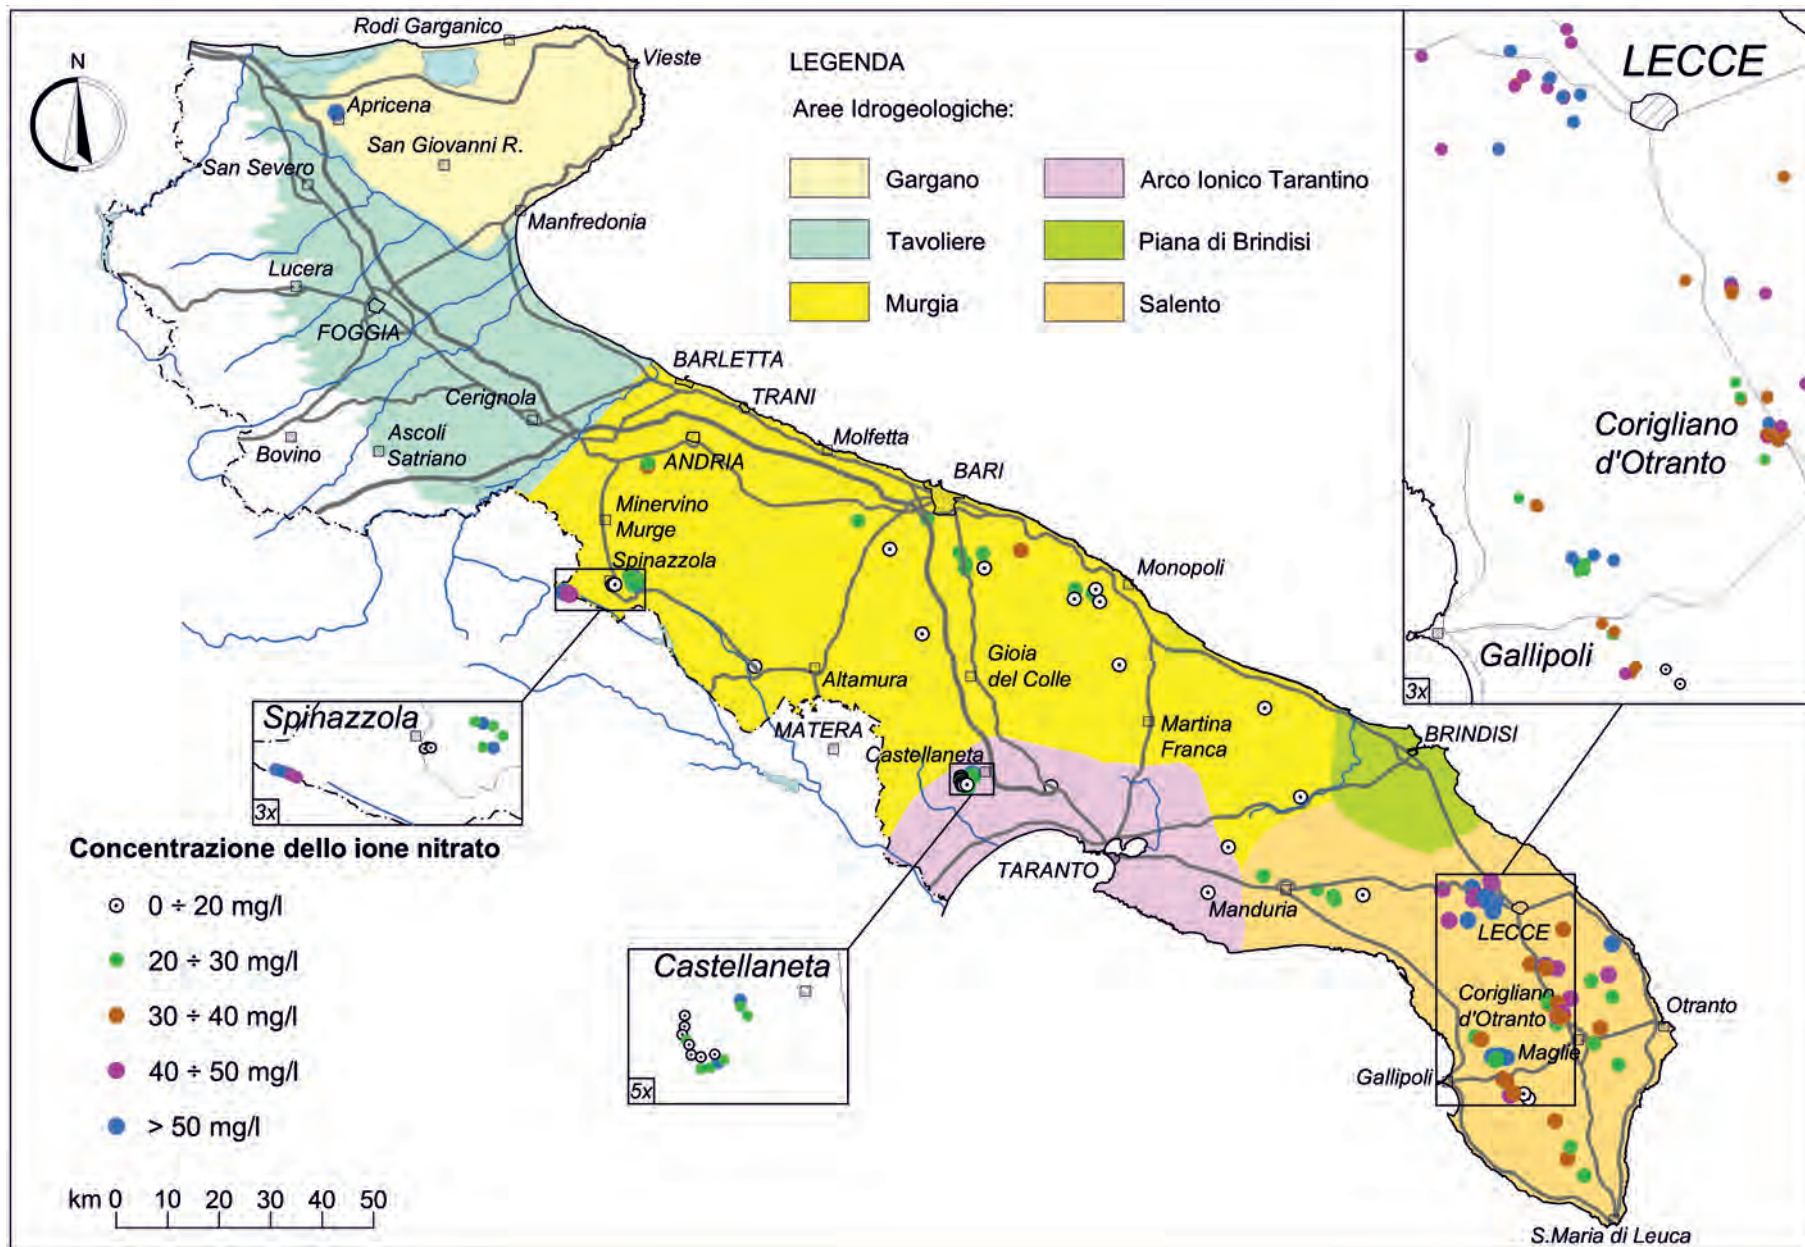 N
Rodi Garganico
Vieste
Apricena
San Giovanni R.
San Severo
Manfredonia
Lucera
FOGGIA
Cerignola
Bovino
Ascoli
Satriano
BARLETTA
TRANI
Molfetta
ANDRIA
BARI
Minervino
Murge
Spinazzola
Monopoli
Altamura
Gioia
del Colle
MATERA
Castellaneta
Martina
Franca
BRINDISI
TARANTO
Manduria
LECCE
Corigliano
d'Otranto
Otranto
Maglie
Gallipoli
S.Maria di Leuca
LEGENDA
Aree Idrogeologiche:
Gargano
Tavoliere
Murgia
Arco Ionico Tarantino
Piana di Brindisi
Salento
LECCE
Corigliano
d'Otranto
Gallipoli
3x
Spinazzola
3x
Castellaneta
5x
Concentrazione dello ione nitrato
0 ÷ 20 mg/l
20 ÷ 30 mg/l
30 ÷ 40 mg/l
40 ÷ 50 mg/l
> 50 mg/l
km 0 10 20 30 40 50